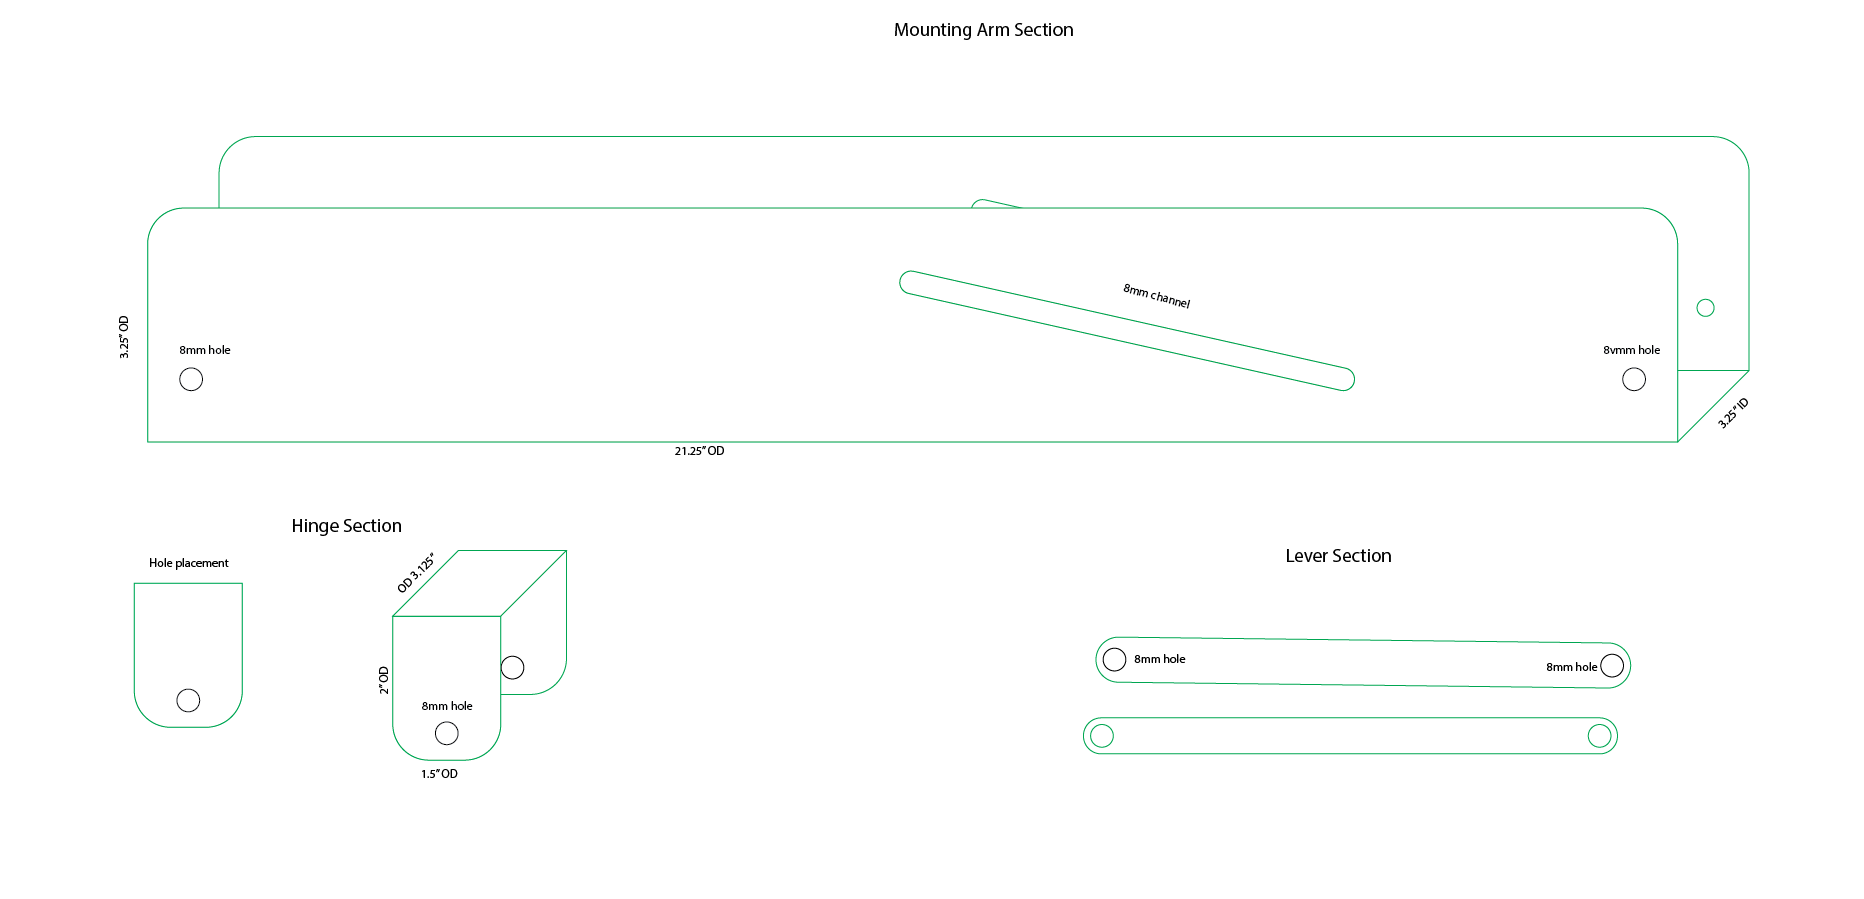 Mounting Arm Section
8mm channel
3.25” OD
8mm hole
8vmm hole
3.25” ID
21.25” OD
Hinge Section
Hole placement
OD 3.125”
2” OD
8mm hole
1.5” OD
Lever Section
8mm hole
8mm hole